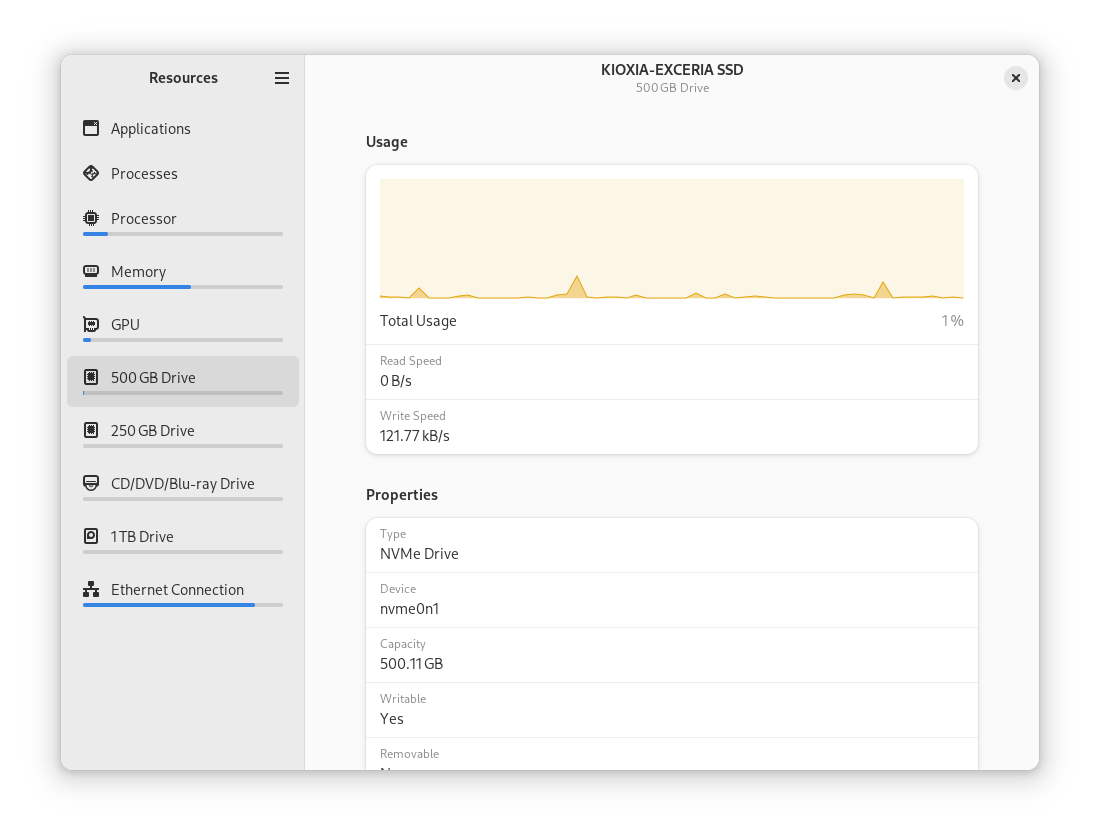 Resources
Applications
Processes
Processor
Memory
GPU
500 GB Drive
250 GB Drive
CD/DVD/Blu-ray Drive
1 TB Drive
Ethernet Connection
KIOXIA-EXCERIA SSD
500 GB Drive
Usage
Total Usage 1 %
Read Speed
0 B/s
Write Speed
121.77 kB/s
Properties
Type
NVMe Drive
Device
nvme0n1
Capacity
500.11 GB
Writable
Yes
Removable